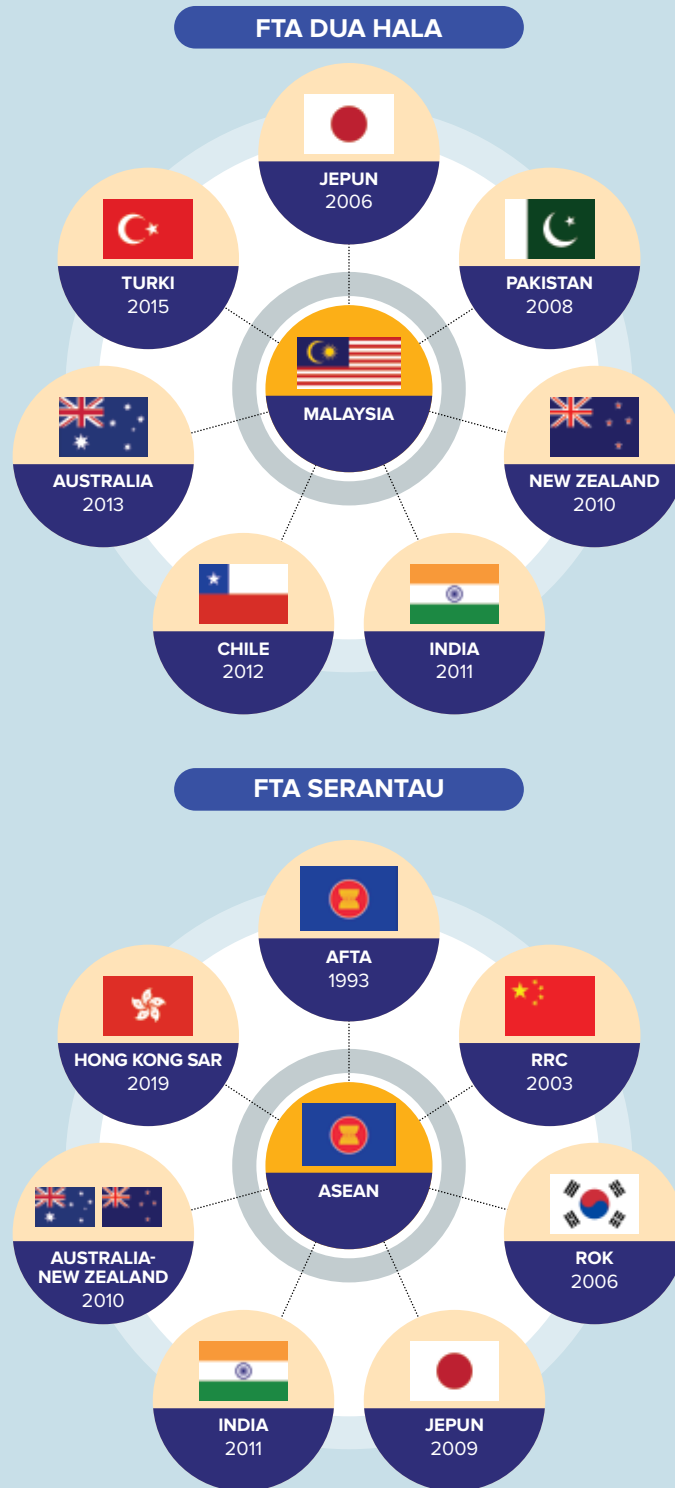 FTA DUA HALA
JEPUN
2006
TURKI
2015
PAKISTAN
2008
MALAYSIA
AUSTRALIA
2013
NEW ZEALAND
2010
CHILE
2012
INDIA
2011
FTA SERANTAU
AFTA
1993
HONG KONG SAR
2019
RRC
2003
ASEAN
AUSTRALIA-
NEW ZEALAND
2010
ROK
2006
INDIA
2011
JEPUN
2009